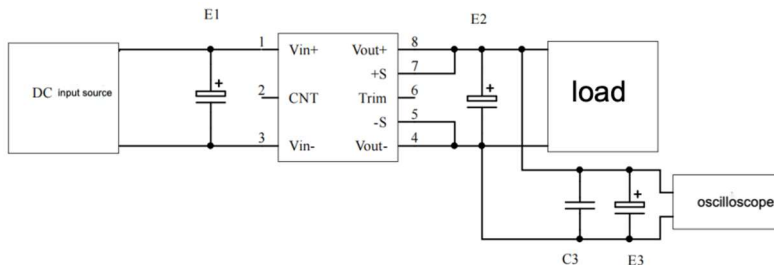 E1
E2
DC input source
1
Vin+
Vout+
8
+S
7
2
CNT
Trim
6
-S
5
3
Vin-
Vout-
4
+
+
load
+
oscilloscope
C3
E3